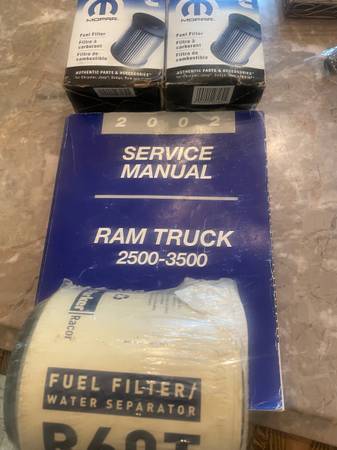 MOPAR
Fuel Filter
Filtre à
carburant
Filtro de
combustible
AUTHENTIC PARTS & ACCESSORIES
MOPAR
Fuel Filter
Filtre à
carburant
Filtro de
combustible
AUTHENTIC PARTS & ACCESSORIES
2002
SERVICE
MANUAL
RAM TRUCK
2500-3500
Racor
FUEL FILTER/
WATER SEPARATOR